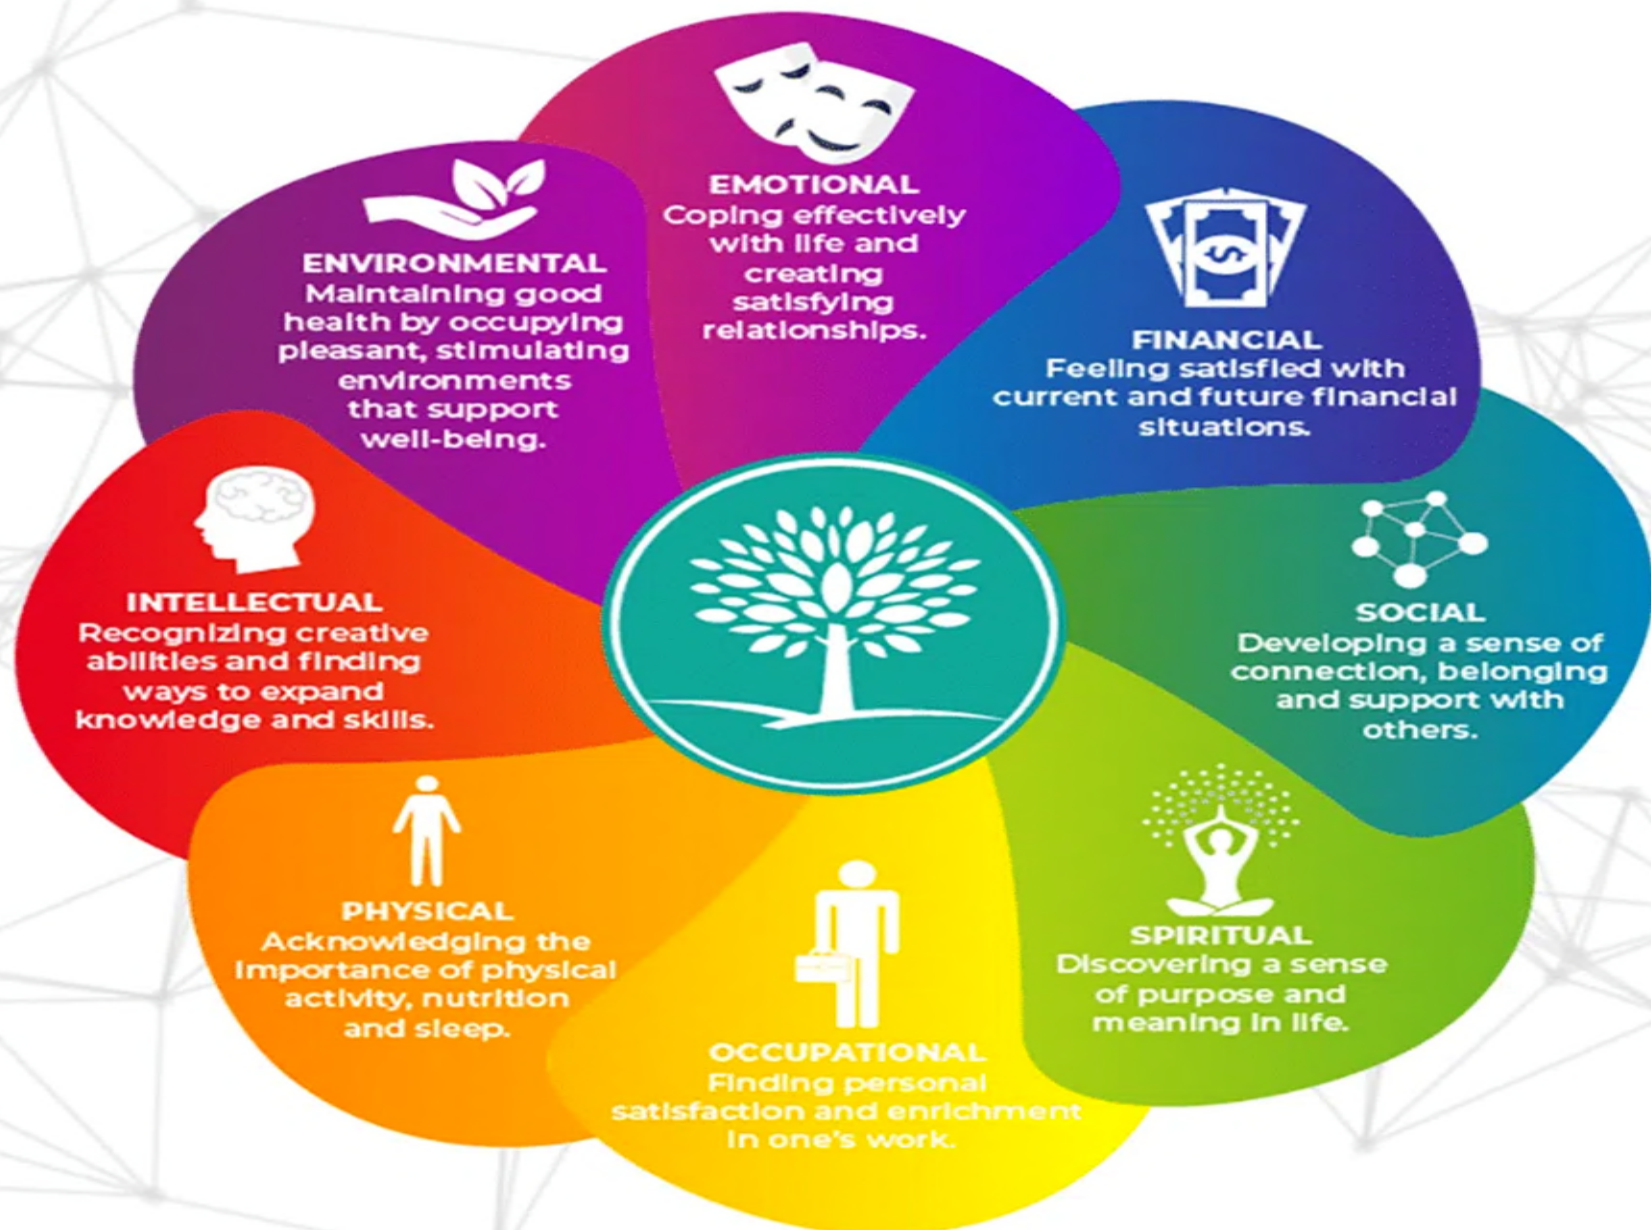 EMOTIONAL
Coping effectively
with life and
creating
satisfying
relationships.
FINANCIAL
Feeling satisfied with
current and future financial
situations.
SOCIAL
Developing a sense of
connection, belonging
and support with
others.
SPIRITUAL
Discovering a sense
of purpose and
meaning in life.
OCCUPATIONAL
Finding personal
satisfaction and enrichment
in one's work.
PHYSICAL
Acknowledging the
importance of physical
activity, nutrition
and sleep.
INTELLECTUAL
Recognizing creative
abilities and finding
ways to expand
knowledge and skills.
ENVIRONMENTAL
Maintaining good
health by occupying
pleasant, stimulating
environments
that support
well-being.